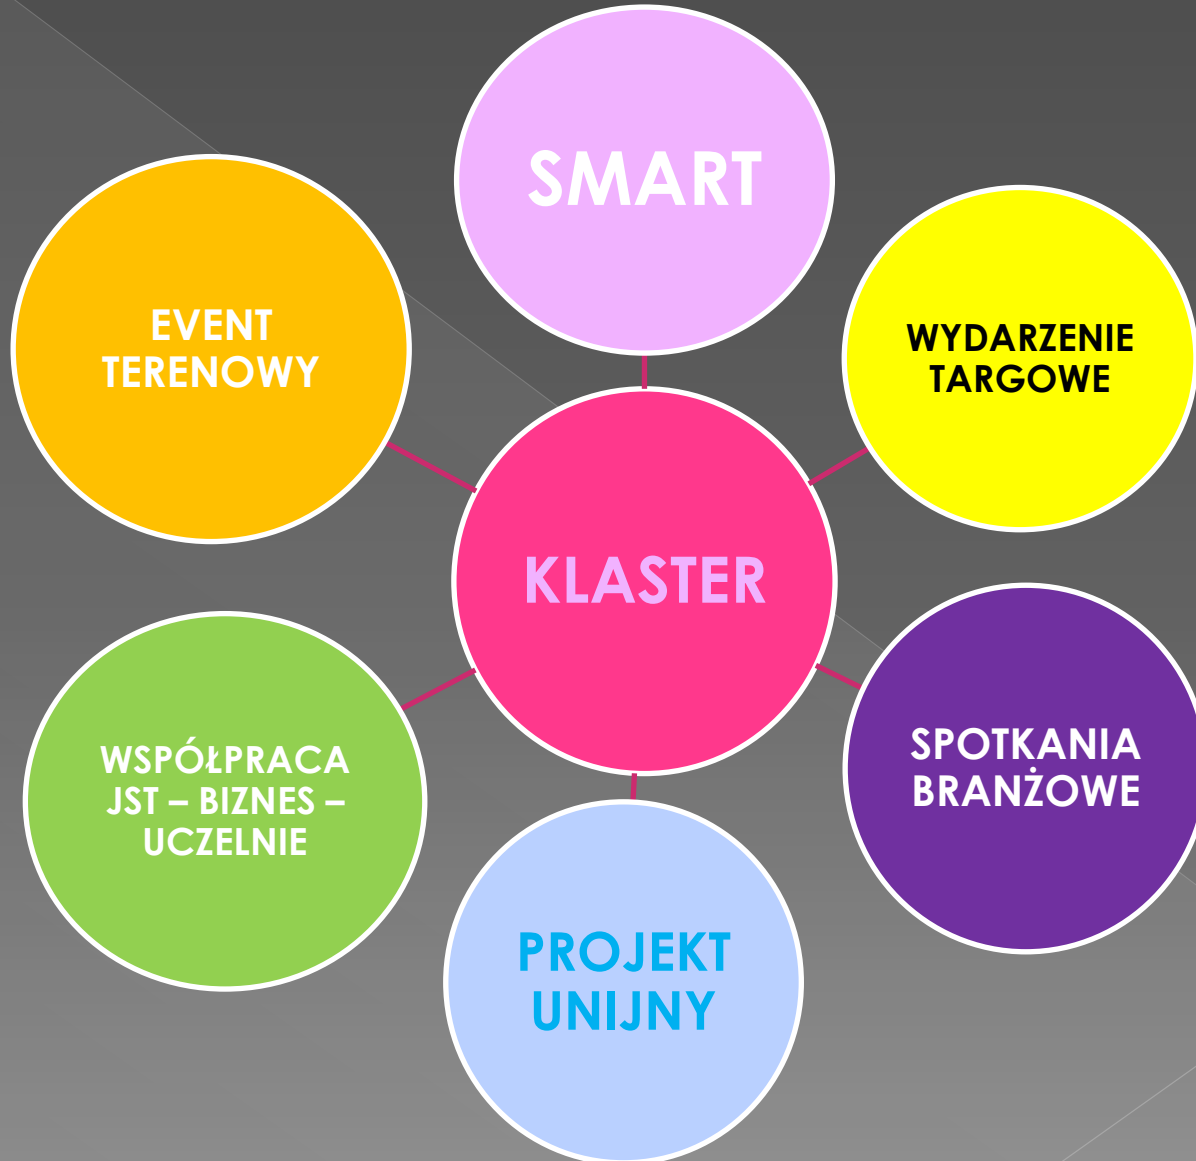 SMART
EVENT
TERENOWY
WYDARZENIE
TARGOWE
KLASTER
WSPÓŁPRACA
JST – BIZNES –
UCZELNIE
SPOTKANIA
BRANŻOWE
PROJEKT
UNIJNY